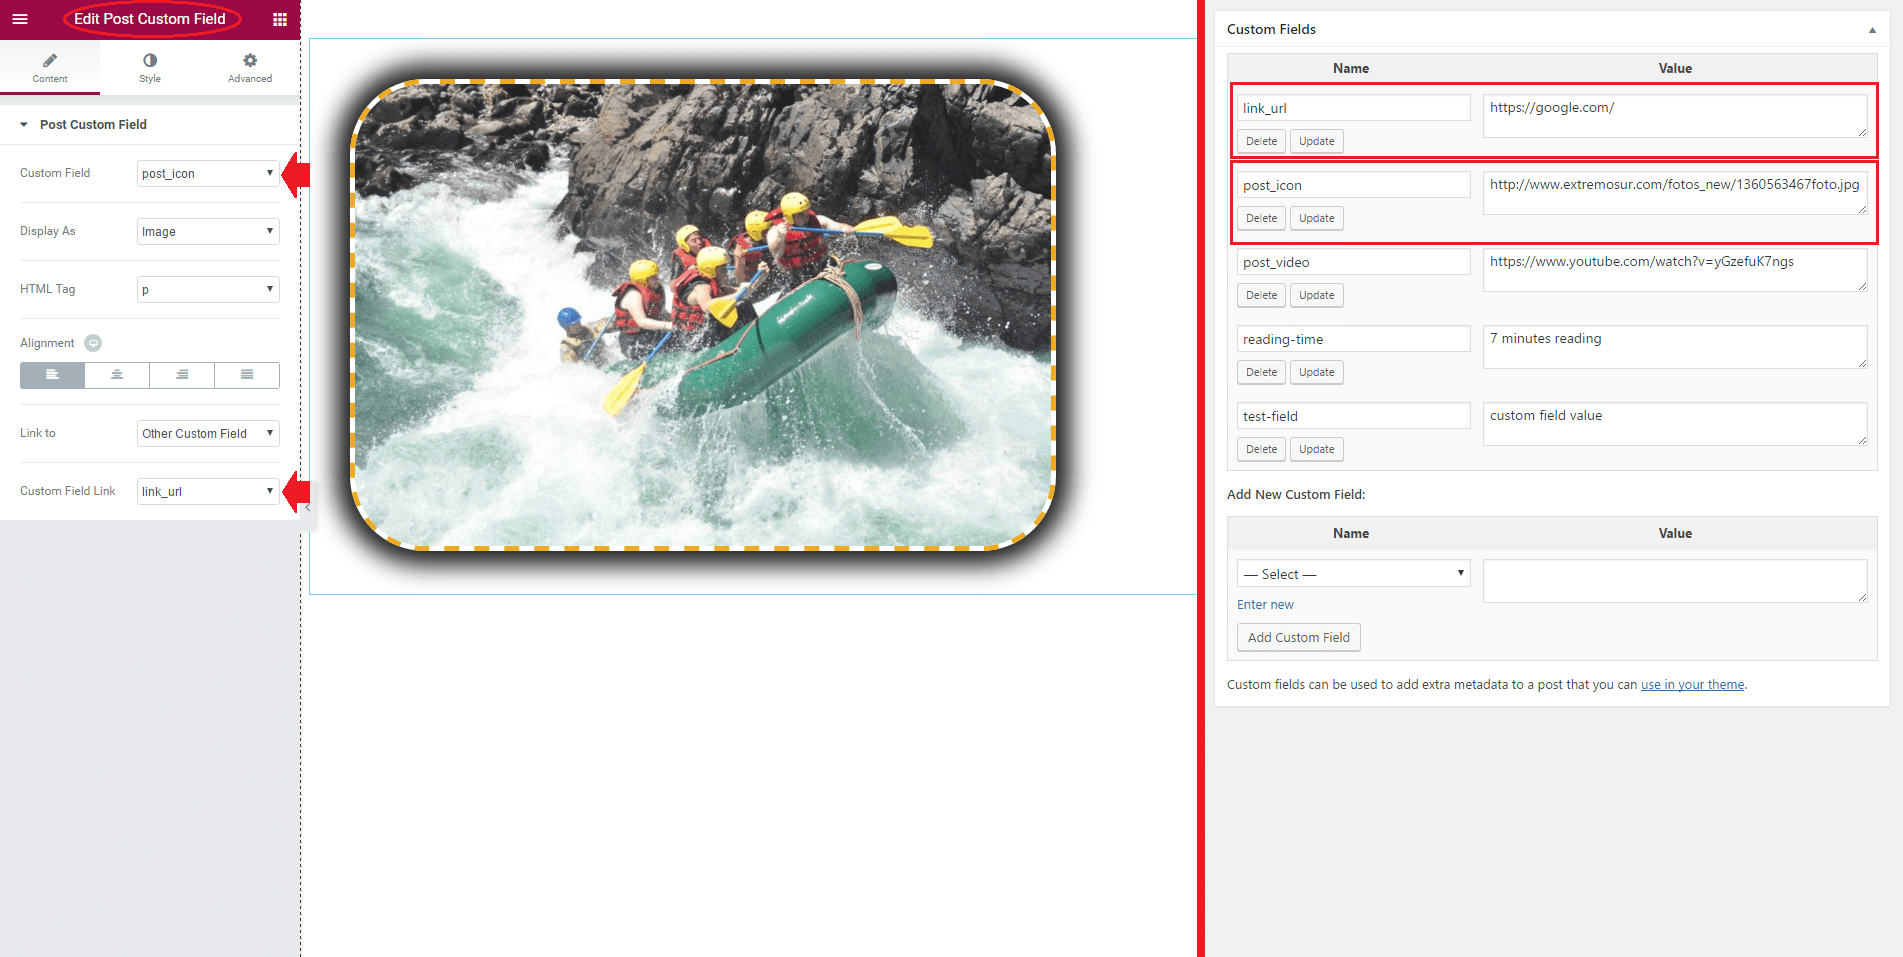 Edit Post Custom Field
Content
Style
Advanced
Post Custom Field
Custom Field
post_icon
Display As
Image
HTML Tag
p
Alignment
Link to
Other Custom Field
Custom Field Link
link_url
Custom Fields
Name
Value
link_url
https://google.com/
Delete
Update
post_icon
http://www.extremosur.com/fotos_new/1360563467foto.jpg
Delete
Update
post_video
https://www.youtube.com/watch?v=yGzefuK7ngs
Delete
Update
reading-time
7 minutes reading
Delete
Update
test-field
custom field value
Delete
Update
Add New Custom Field:
Name
Value
— Select —
Enter new
Add Custom Field
Custom fields can be used to add extra metadata to a post that you can use in your theme.